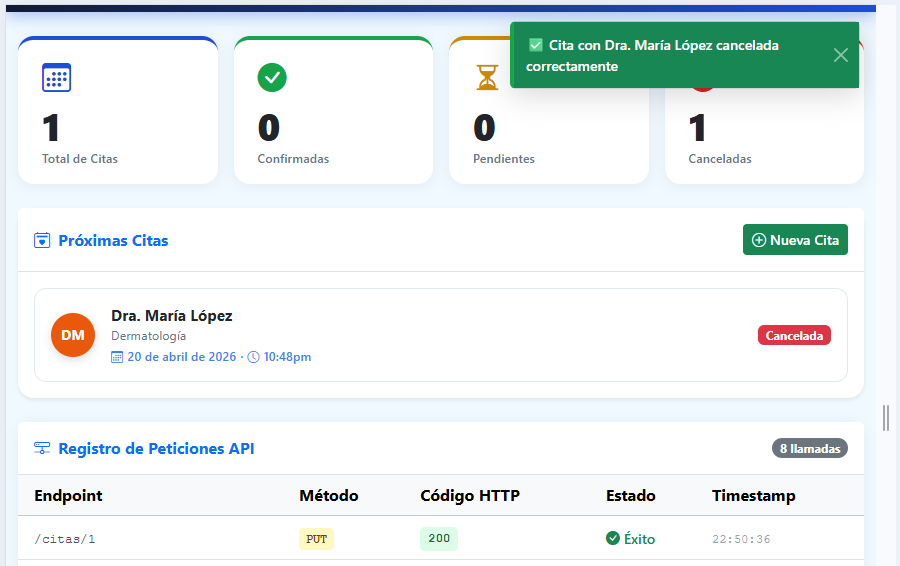 ✅ Cita con Dra. María López cancelada
correctamente
1
Total de Citas
0
Confirmadas
0
Pendientes
1
Canceladas
Próximas Citas
Nueva Cita
DM
Dra. María López
Dermatología
20 de abril de 2026 · 10:48pm
Cancelada
Registro de Peticiones API
8 llamadas
Endpoint Método Código HTTP Estado Timestamp
/citas/1 PUT 200 Éxito 22:50:36